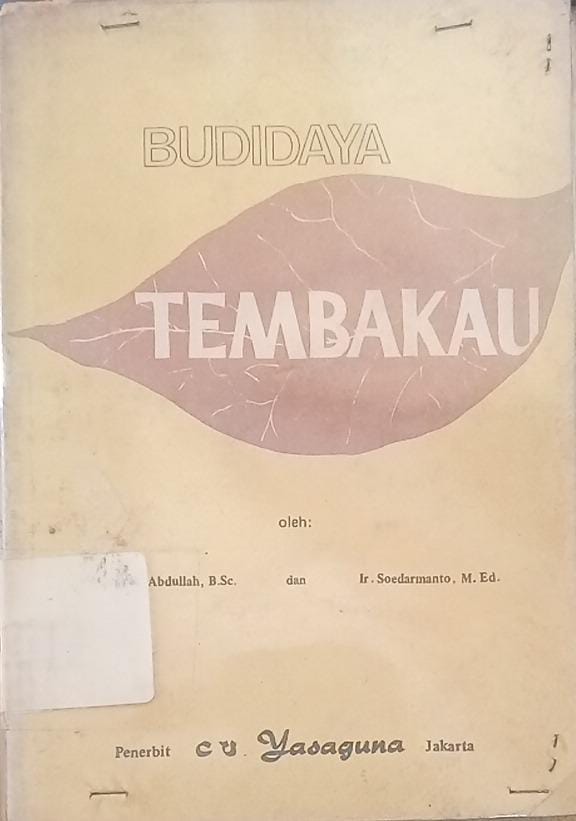 BUDIDAYA
TEMBAKAU
oleh:
Abdullah, B.Sc. dan Ir. Soedarmanto, M. Ed.
Penerbit CV. Yasaguna Jakarta